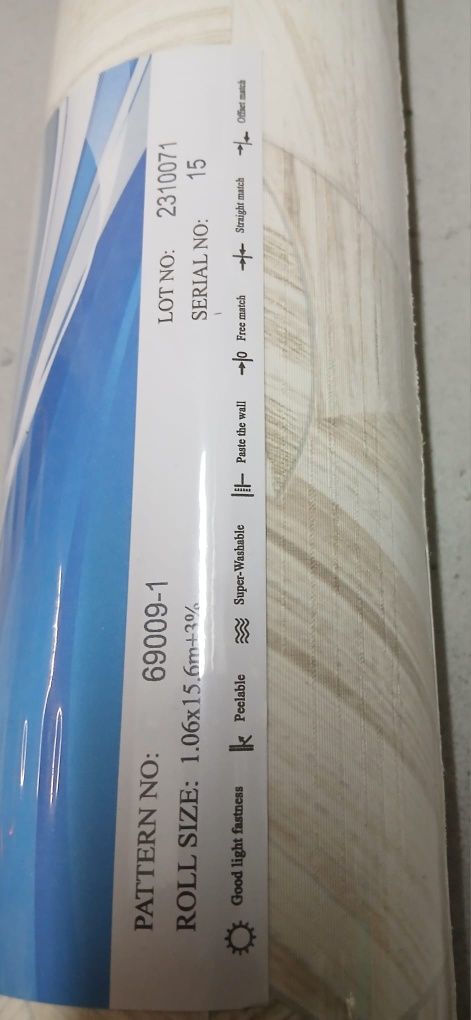 PATTERN NO: 69009-1 LOT NO: 2310071
ROLL SIZE: 1.06x15.6m±3% SERIAL NO: 15
Good light fastness Peelable Super-Washable Paste the wall Free match Straight match Offset match